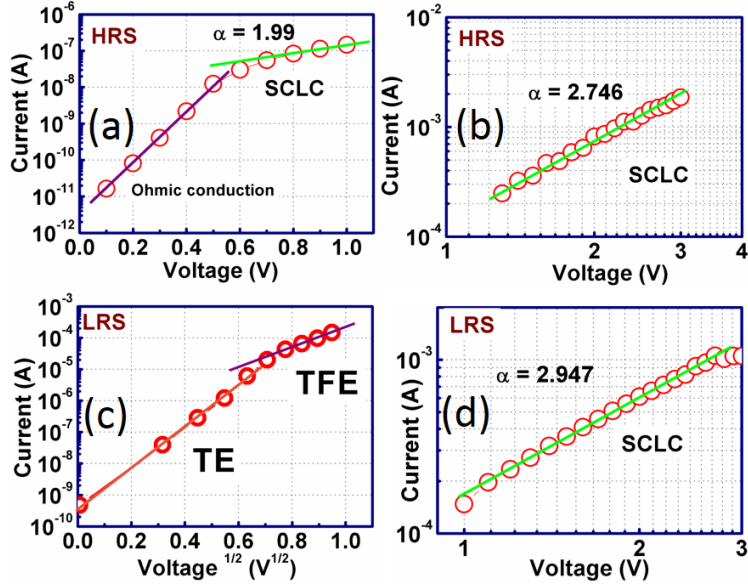 HRS
α = 1.99
SCLC
(a)
Ohmic conduction
Current (A)
10⁻⁶
10⁻⁷
10⁻⁸
10⁻⁹
10⁻¹⁰
10⁻¹¹
10⁻¹²
0.0 0.2 0.4 0.6 0.8 1.0
Voltage (V)
HRS
α = 2.746
(b)
SCLC
Current (A)
10⁻²
10⁻³
10⁻⁴
1 2 3 4
Voltage (V)
LRS
(c)
TFE
TE
Current (A)
10⁻³
10⁻⁴
10⁻⁵
10⁻⁶
10⁻⁷
10⁻⁸
10⁻⁹
10⁻¹⁰
0.0 0.2 0.4 0.6 0.8 1.0
Voltage ¹/² (V¹/²)
LRS
α = 2.947
(d)
SCLC
Current (A)
10⁻³
10⁻⁴
1 2 3
Voltage (V)